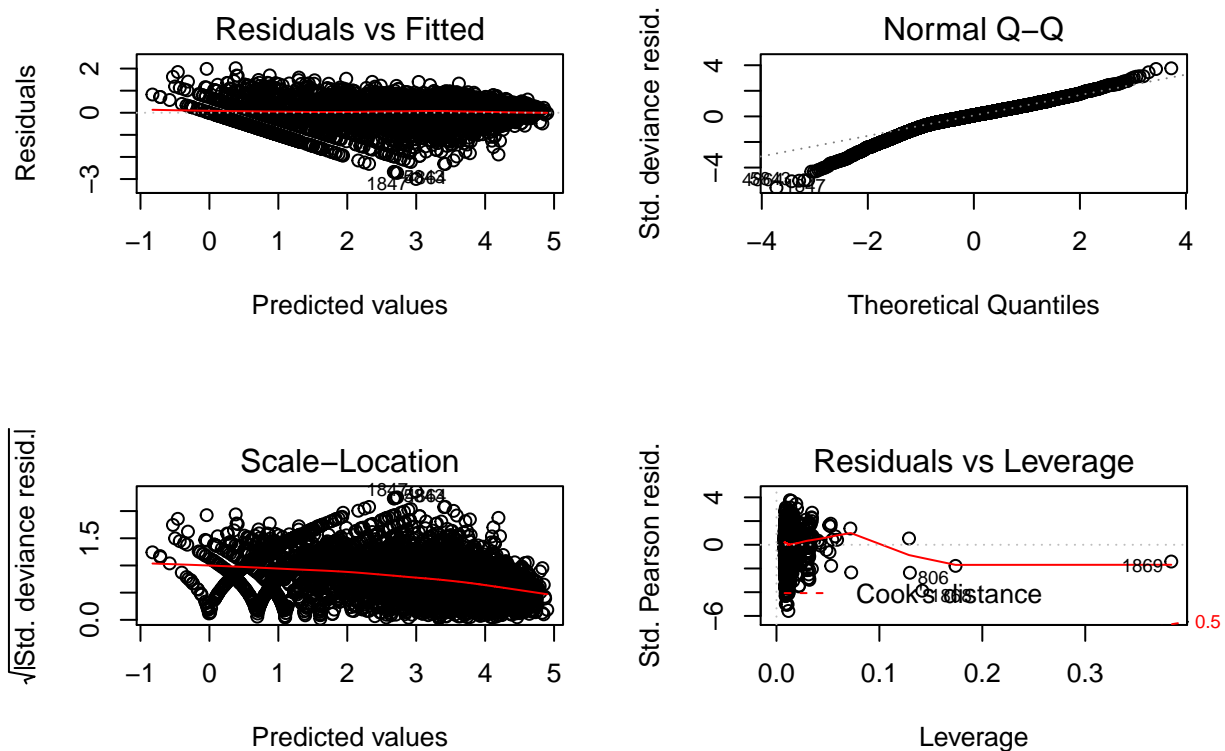 Residuals vs Fitted
Residuals
2
0
−3
1847
−1 0 1 2 3 4 5
Predicted values
Normal Q−Q
Std. deviance resid.
4
0
−4
1847
−4 −2 0 2 4
Theoretical Quantiles
Scale−Location
√|Std. deviance resid.|
1.5
0.0
1847
−1 0 1 2 3 4 5
Predicted values
Residuals vs Leverage
Std. Pearson resid.
4
0
−6
1869
806
Cook's distance
0.5
0.0 0.1 0.2 0.3
Leverage